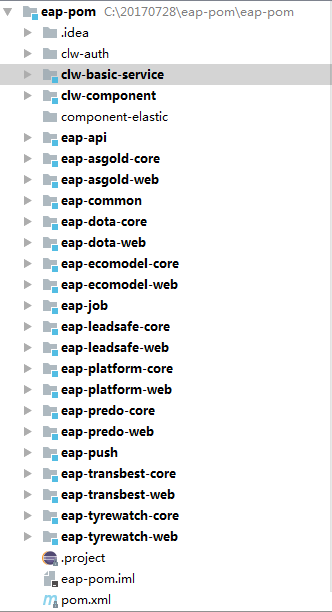 eap-pom C:\20170728\eap-pom\eap-pom
.idea
clw-auth
clw-basic-service
clw-component
component-elastic
eap-api
eap-asgold-core
eap-asgold-web
eap-common
eap-dota-core
eap-dota-web
eap-ecomodel-core
eap-ecomodel-web
eap-job
eap-leadsafe-core
eap-leadsafe-web
eap-platform-core
eap-platform-web
eap-predo-core
eap-predo-web
eap-push
eap-transbest-core
eap-transbest-web
eap-tyrewatch-core
eap-tyrewatch-web
.project
eap-pom.iml
pom.xml